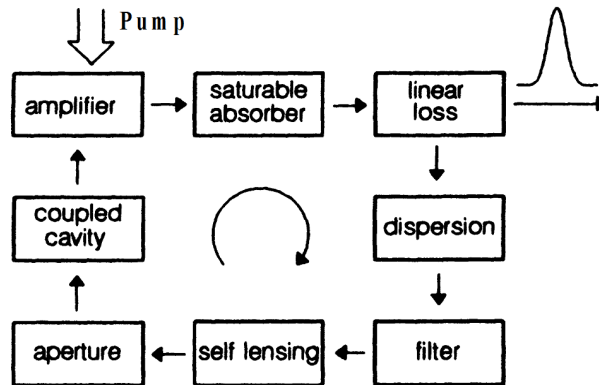 Pump
amplifier
saturable
absorber
linear
loss
coupled
cavity
dispersion
aperture
self lensing
filter